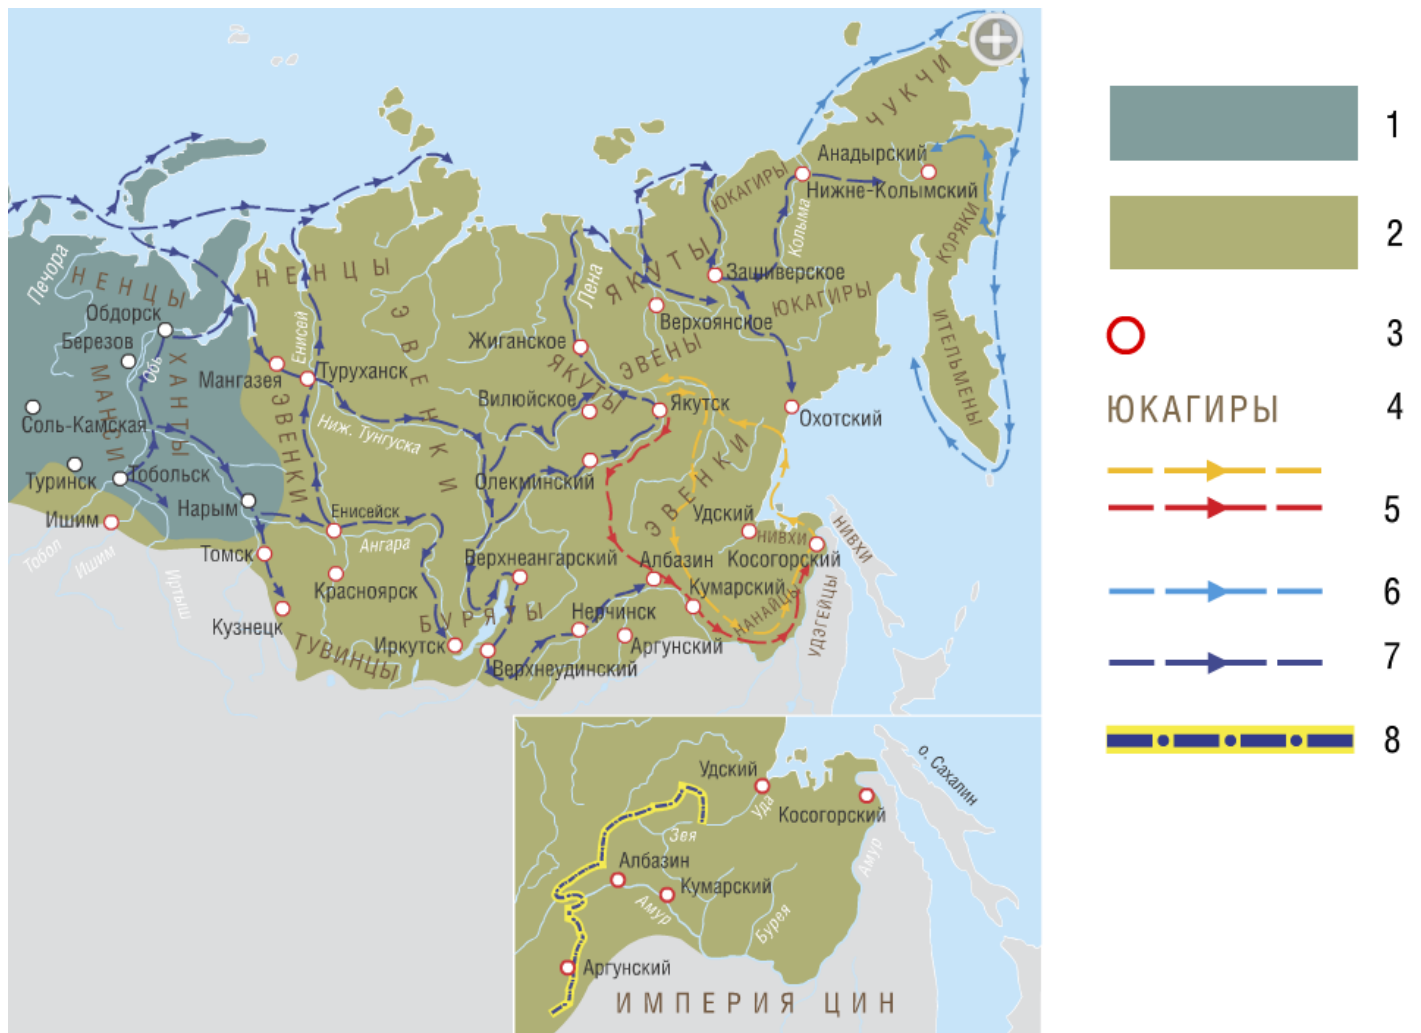 ЧУКЧИ
Анадырский
ЮКАГИРЫ
Нижне-Колымский
Колыма
КОРЯКИ
Печора
НЕНЦЫ
НЕНЦЫ
Лена
ЯКУТЫ
Зашиверское
ЮКАГИРЫ
Обдорск
ЭВЕНКИ
Верхоянское
ИТЕЛЬМЕНЫ
Березов
Обь
ХАНТЫ
МАНСИ
Енисей
Жиганское
ЭВЕНЫ
ЯКУТЫ
Мангазея
Туруханск
ЭВЕНКИ
Вилюйское
Якутск
Охотский
Соль-Камская
Ниж. Тунгуска
Туринск
Тобольск
Олекминский
ЭВЕНКИ
Нарым
Енисейск
Удский
НИВХИ
НИВХИ
Ишим
Ангара
Томск
Верхнеангарский
Албазин
Косогорский
Тобол
Ишим
Иртыш
Красноярск
Кумарский
НАНАЙЦЫ
УДЭГЕЙЦЫ
Кузнецк
БУРЯТЫ
Нерчинск
Иркутск
Аргунский
ТУВИНЦЫ
Верхнеудинский
о. Сахалин
Удский
Уда
Косогорский
Зея
Албазин
Кумарский
Амур
Амур
Бурея
Аргунский
ИМПЕРИЯ ЦИН
1
2
3
ЮКАГИРЫ 4
5
6
7
8